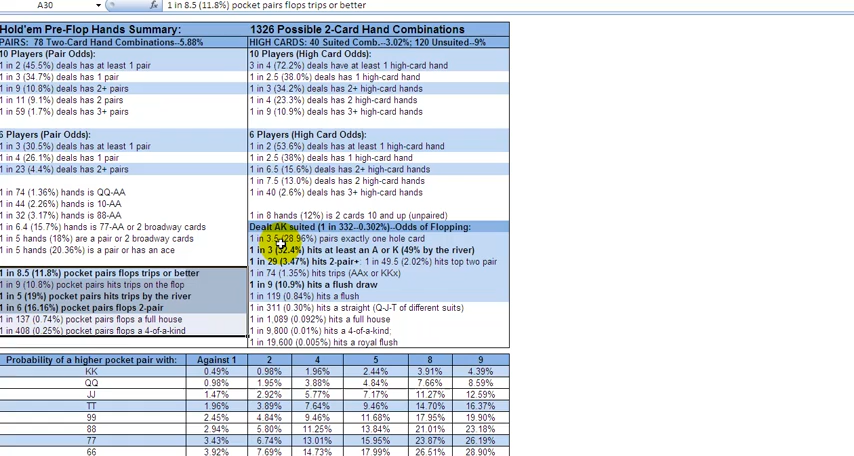 A30 fx 1 in 8.5 (11.8%) pocket pairs flops trips or better
Hold'em Pre-Flop Hands Summary:
PAIRS: 78 Two-Card Hand Combinations--5.88%
10 Players (Pair Odds):
1 in 2 (45.5%) deals has at least 1 pair
1 in 3 (34.7%) deals has 1 pair
1 in 9 (10.8%) deals has 2+ pairs
1 in 11 (9.1%) deals has 2 pairs
1 in 59 (1.7%) deals has 3+ pairs
6 Players (Pair Odds):
1 in 3 (30.5%) deals has at least 1 pair
1 in 4 (26.1%) deals has 1 pair
1 in 23 (4.4%) deals has 2+ pairs
1 in 74 (1.36%) hands is QQ-AA
1 in 44 (2.26%) hands is 10-AA
1 in 32 (3.17%) hands is 88-AA
1 in 6.4 (15.7%) hands is 77-AA or 2 broadway cards
1 in 5 hands (18%) are a pair or 2 broadway cards
1 in 5 hands (20.36%) is a pair or has an ace
1 in 8.5 (11.8%) pocket pairs flops trips or better
1 in 9 (10.8%) pocket pairs hits trips on the flop
1 in 5 (19%) pocket pairs hits trips by the river
1 in 6 (16.16%) pocket pairs flops 2-pair
1 in 137 (0.74%) pocket pairs flops a full house
1 in 408 (0.25%) pocket pairs flops a 4-of-a-kind
1326 Possible 2-Card Hand Combinations
HIGH CARDS: 40 Suited Comb.--3.02%; 120 Unsuited--9%
10 Players (High Card Odds):
3 in 4 (72.2%) deals have at least 1 high-card hand
1 in 2.5 (38.0%) deals has 1 high-card hands
1 in 3 (34.2%) deals has 2+ high-card hands
1 in 4 (23.3%) deals has 2 high-card hands
1 in 9 (10.9%) deals has 3+ high-card hands
6 Players (High Card Odds):
1 in 2 (53.6%) deals has at least 1 high-card hands
1 in 2.5 (38%) deals has 1 high-card hands
1 in 6.5 (15.6%) deals has 2+ high-card hands
1 in 7.5 (13.0%) deals has 2 high-card hands
1 in 40 (2.6%) deals has 3+ high-card hands
1 in 8 hands (12%) is 2 cards 10 and up (unpaired)
Dealt AK suited (1 in 332--0.302%)--Odds of Flopping:
1 in 3.5 (28.96%) pairs exactly one hole card
1 in 3 (32.4%) hits at least an A or K (49% by the river)
1 in 29 (3.47%) hits 2-pair+: 1 in 49.5 (2.02%) hits top two pair
1 in 74 (1.35%) hits trips (AAx or KKx)
1 in 9 (10.9%) hits a flush draw
1 in 119 (0.84%) hits a flush
1 in 311 (0.30%) hits a straight (Q-J-T of different suits)
1 in 1,089 (0.092%) hits a full house
1 in 9,800 (0.01%) hits a 4-of-a-kind;
1 in 19,600 (0.005%) hits a royal flush
Probability of a higher pocket pair with: Against 1 2 4 5 8 9
KK 0.49% 0.98% 1.96% 2.44% 3.91% 4.39%
QQ 0.98% 1.95% 3.88% 4.84% 7.66% 8.59%
JJ 1.47% 2.92% 5.77% 7.17% 11.27% 12.59%
TT 1.96% 3.89% 7.64% 9.46% 14.70% 16.37%
99 2.45% 4.84% 9.46% 11.68% 17.95% 19.90%
88 2.94% 5.80% 11.25% 13.84% 21.01% 23.18%
77 3.43% 6.74% 13.01% 15.95% 23.87% 26.19%
66 3.92% 7.69% 14.73% 17.99% 26.51% 28.90%